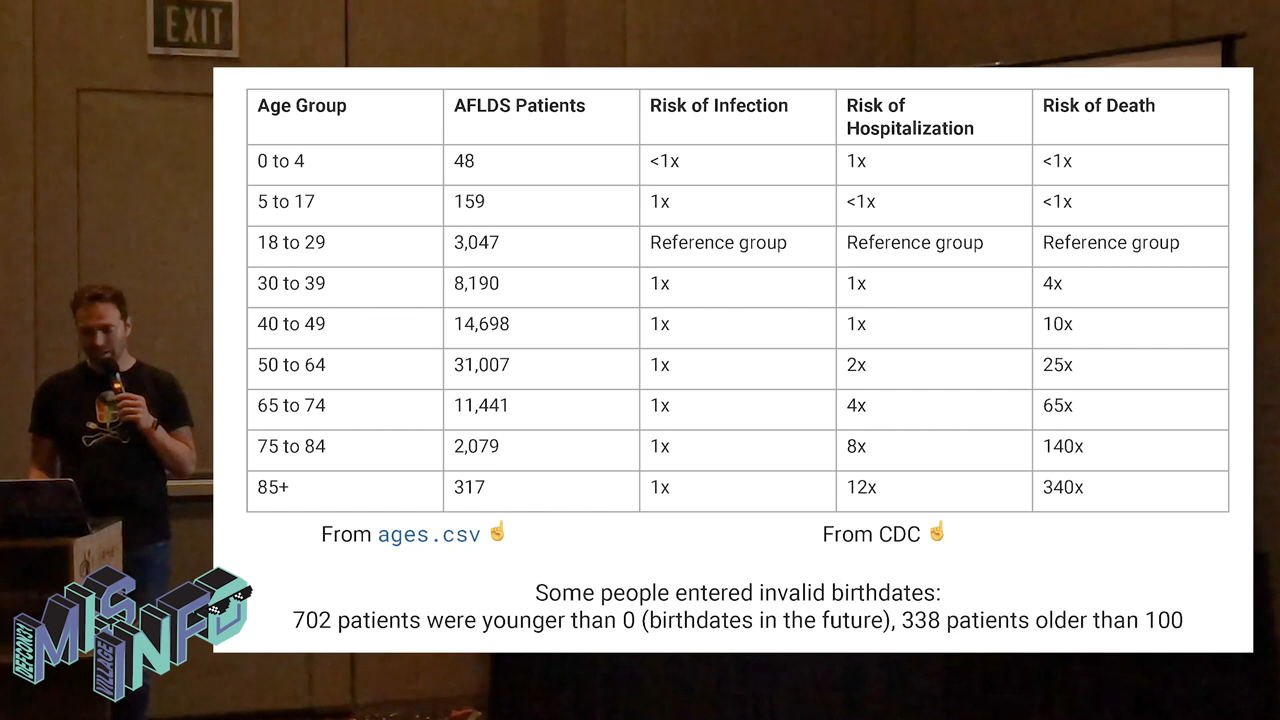 EXIT
Age Group AFLDS Patients Risk of Infection Risk of Hospitalization Risk of Death
0 to 4 48 <1x 1x <1x
5 to 17 159 1x <1x <1x
18 to 29 3,047 Reference group Reference group Reference group
30 to 39 8,190 1x 1x 4x
40 to 49 14,698 1x 1x 10x
50 to 64 31,007 1x 2x 25x
65 to 74 11,441 1x 4x 65x
75 to 84 2,079 1x 8x 140x
85+ 317 1x 12x 340x
From ages.csv ☝
From CDC ☝
Some people entered invalid birthdates:
702 patients were younger than 0 (birthdates in the future), 338 patients older than 100
DEFCON31
MIS
INFO
VILLAGE